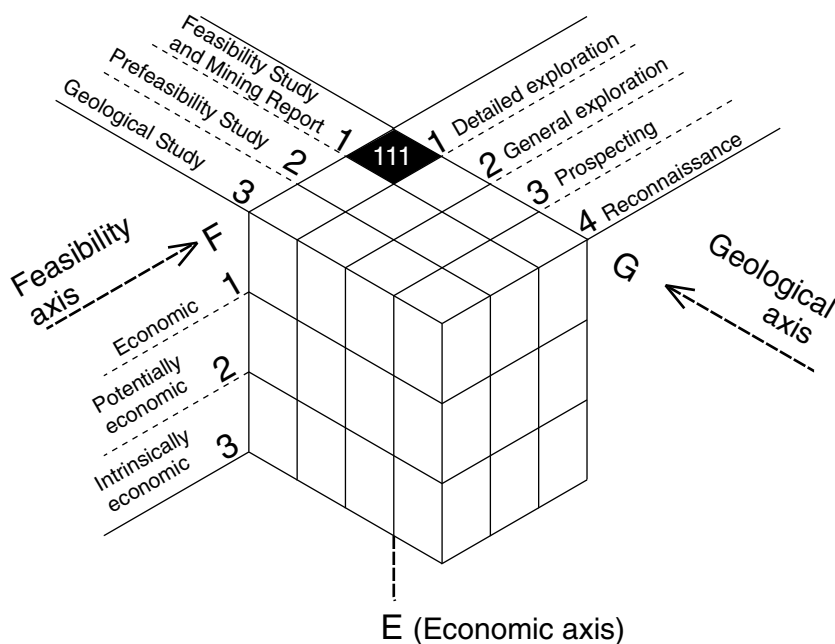 Feasibility Study
and Mining Report
Prefeasibility Study
Geological Study
1
2
3
111
1
Detailed exploration
2
General exploration
3
Prospecting
4
Reconnaissance
F
Feasibility
axis
G
Geological
axis
1
Economic
2
Potentially
economic
3
Intrinsically
economic
E (Economic axis)